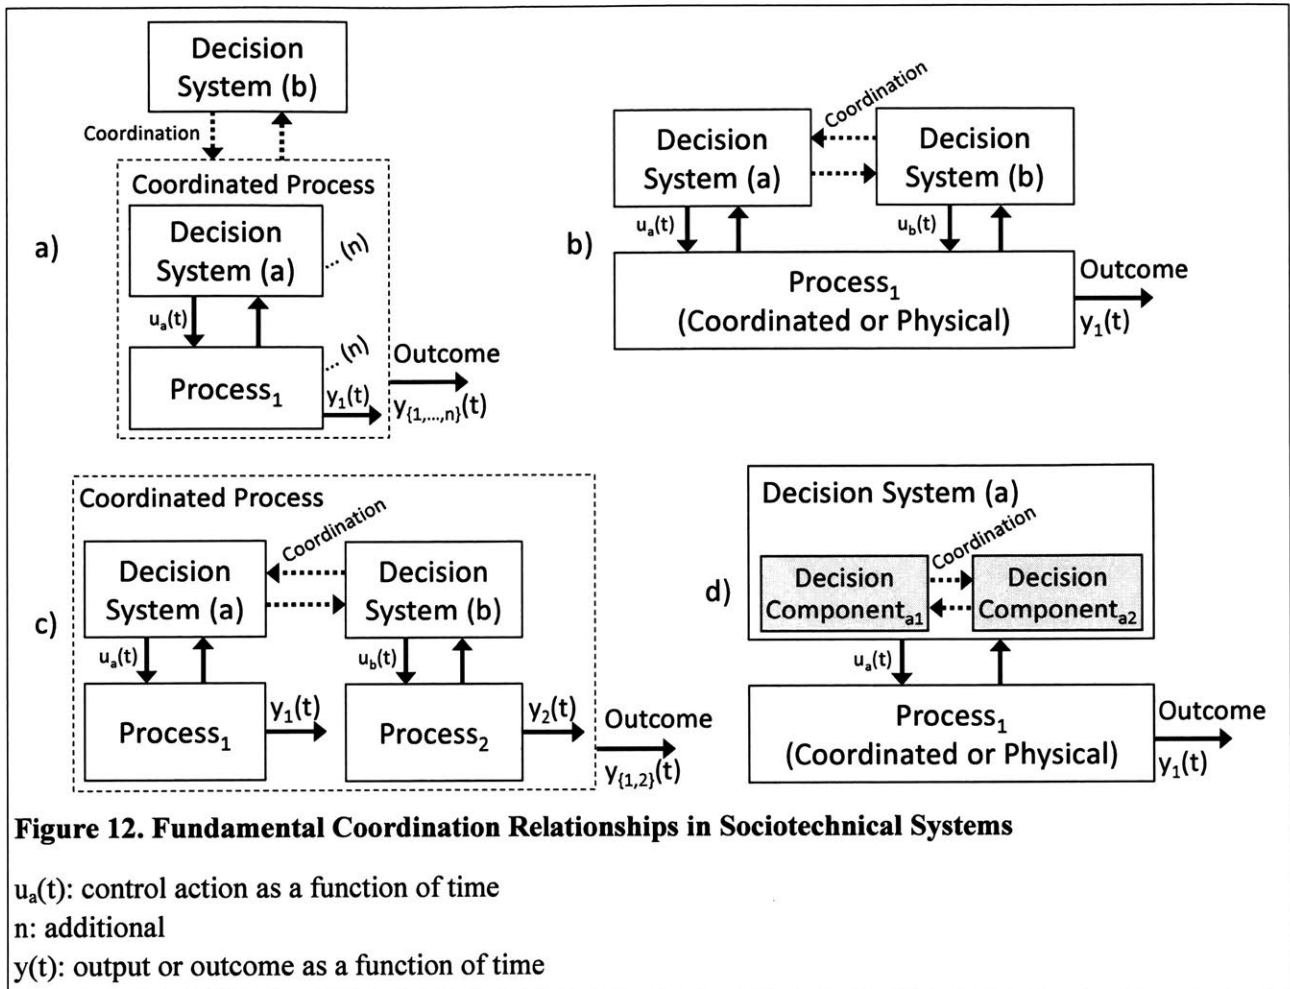 a)
Decision
System (b)
Coordination
Coordinated Process
Decision
System (a)
... (n)
uₐ(t)
... (n)
Process₁
y₁(t)
Outcome
y{1,...,n}(t)
b)
Coordination
Decision
System (a)
Decision
System (b)
uₐ(t)
u_b(t)
Process₁
(Coordinated or Physical)
Outcome
y₁(t)
c)
Coordinated Process
Coordination
Decision
System (a)
Decision
System (b)
uₐ(t)
u_b(t)
Process₁
y₁(t)
Process₂
y₂(t)
Outcome
y{1,2}(t)
d)
Decision System (a)
Coordination
Decision
Componentₐ₁
Decision
Componentₐ₂
uₐ(t)
Process₁
(Coordinated or Physical)
Outcome
y₁(t)
Figure 12. Fundamental Coordination Relationships in Sociotechnical Systems
uₐ(t): control action as a function of time
n: additional
y(t): output or outcome as a function of time